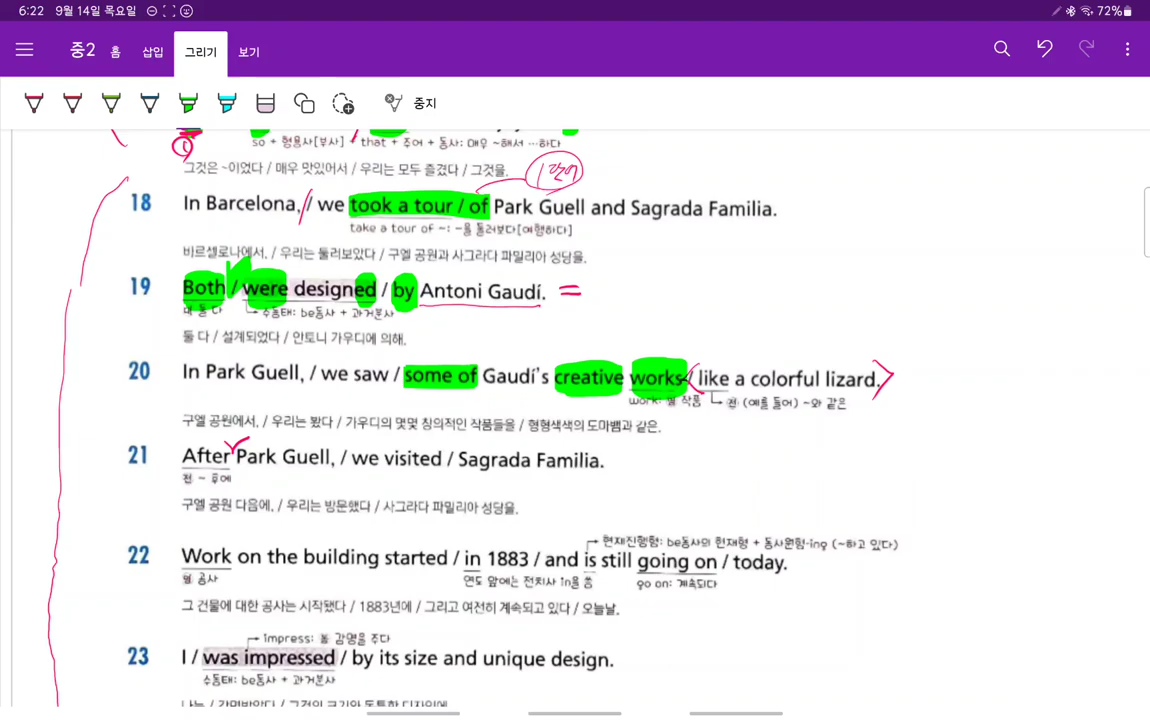 6:22 9월 14일 목요일 72%
중2 홈 삽입 그리기 보기
중지
so + 형용사[부사] + that + 주어 + 동사: 매우 ~해서 …하다
①
그것은 ~이었다 / 매우 맛있어서 / 우리는 모두 즐겼다 / 그것을.
18 In Barcelona, / we took a tour / of Park Guell and Sagrada Familia.
take a tour of ~: ~을 둘러보다[여행하다]
바르셀로나에서, / 우리는 둘러보았다 / 구엘 공원과 사그라다 파밀리아 성당을.
19 Both / were designed / by Antoni Gaudí. =
수동태: be동사 + 과거분사
둘 다 / 설계되었다 / 안토니 가우디에 의해.
20 In Park Guell, / we saw / some of Gaudí's creative works / like a colorful lizard.
work: 명 작품 전 (예를 들어) ~와 같은
구엘 공원에서, / 우리는 봤다 / 가우디의 몇몇 창의적인 작품들을 / 형형색색의 도마뱀과 같은.
21 After Park Guell, / we visited / Sagrada Familia.
전 ~ 후에
구엘 공원 다음에, / 우리는 방문했다 / 사그라다 파밀리아 성당을.
현재진행형: be동사의 현재형 + 동사원형-ing (~하고 있다)
22 Work on the building started / in 1883 / and is still going on / today.
명 공사 연도 앞에는 전치사 in을 씀 go on: 계속되다
그 건물에 대한 공사는 시작됐다 / 1883년에 / 그리고 여전히 계속되고 있다 / 오늘날.
impress: 동 감명을 주다
23 I / was impressed / by its size and unique design.
수동태: be동사 + 과거분사